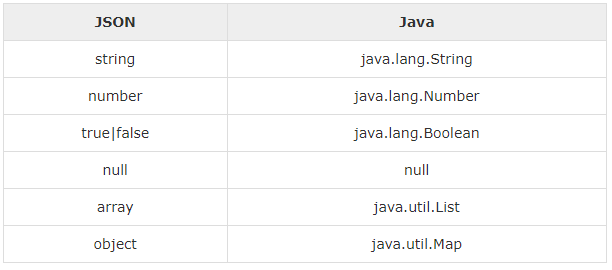 JSON Java
string java.lang.String
number java.lang.Number
true|false java.lang.Boolean
null null
array java.util.List
object java.util.Map